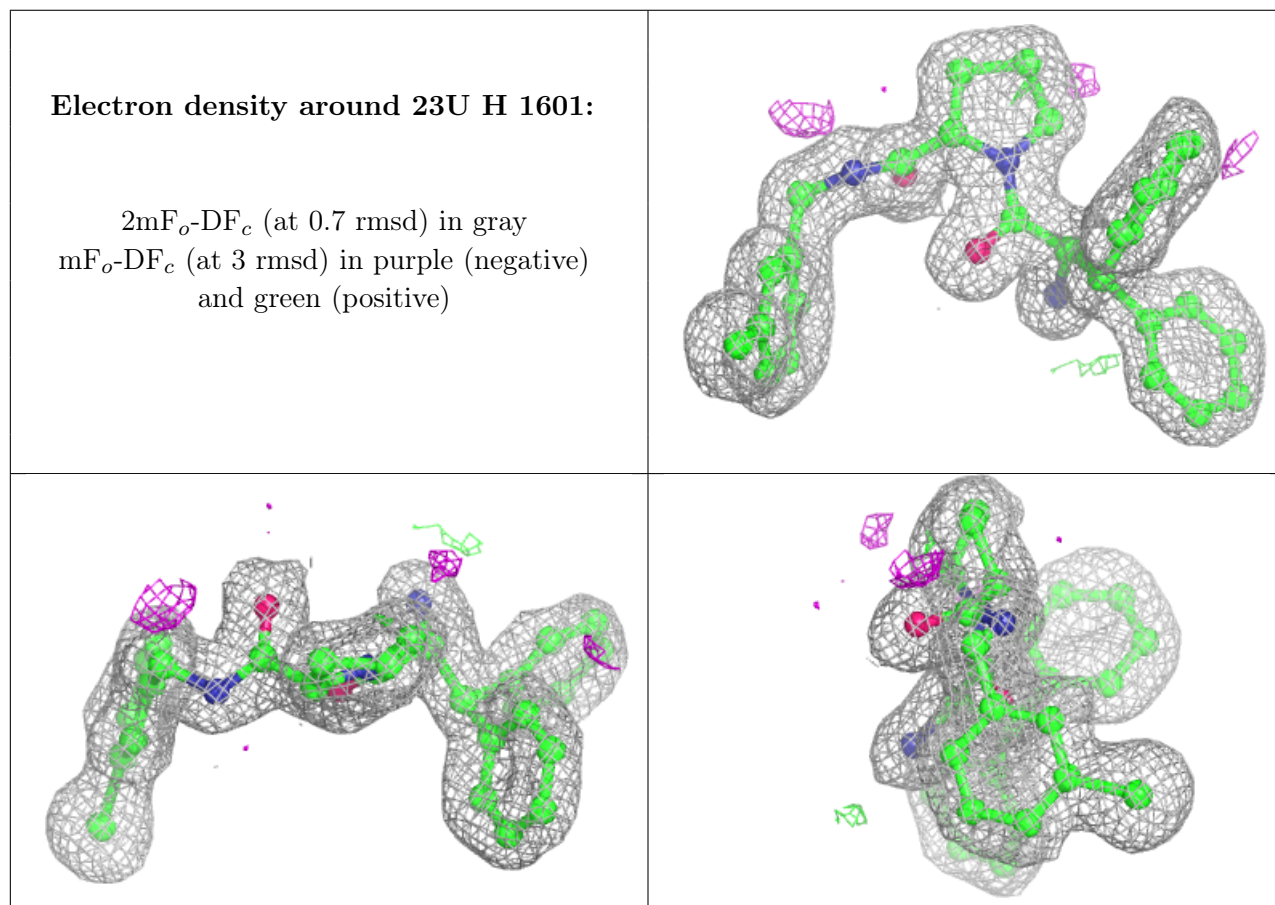 Electron density around 23U H 1601:
2mFo-DFc (at 0.7 rmsd) in gray
mFo-DFc (at 3 rmsd) in purple (negative)
and green (positive)